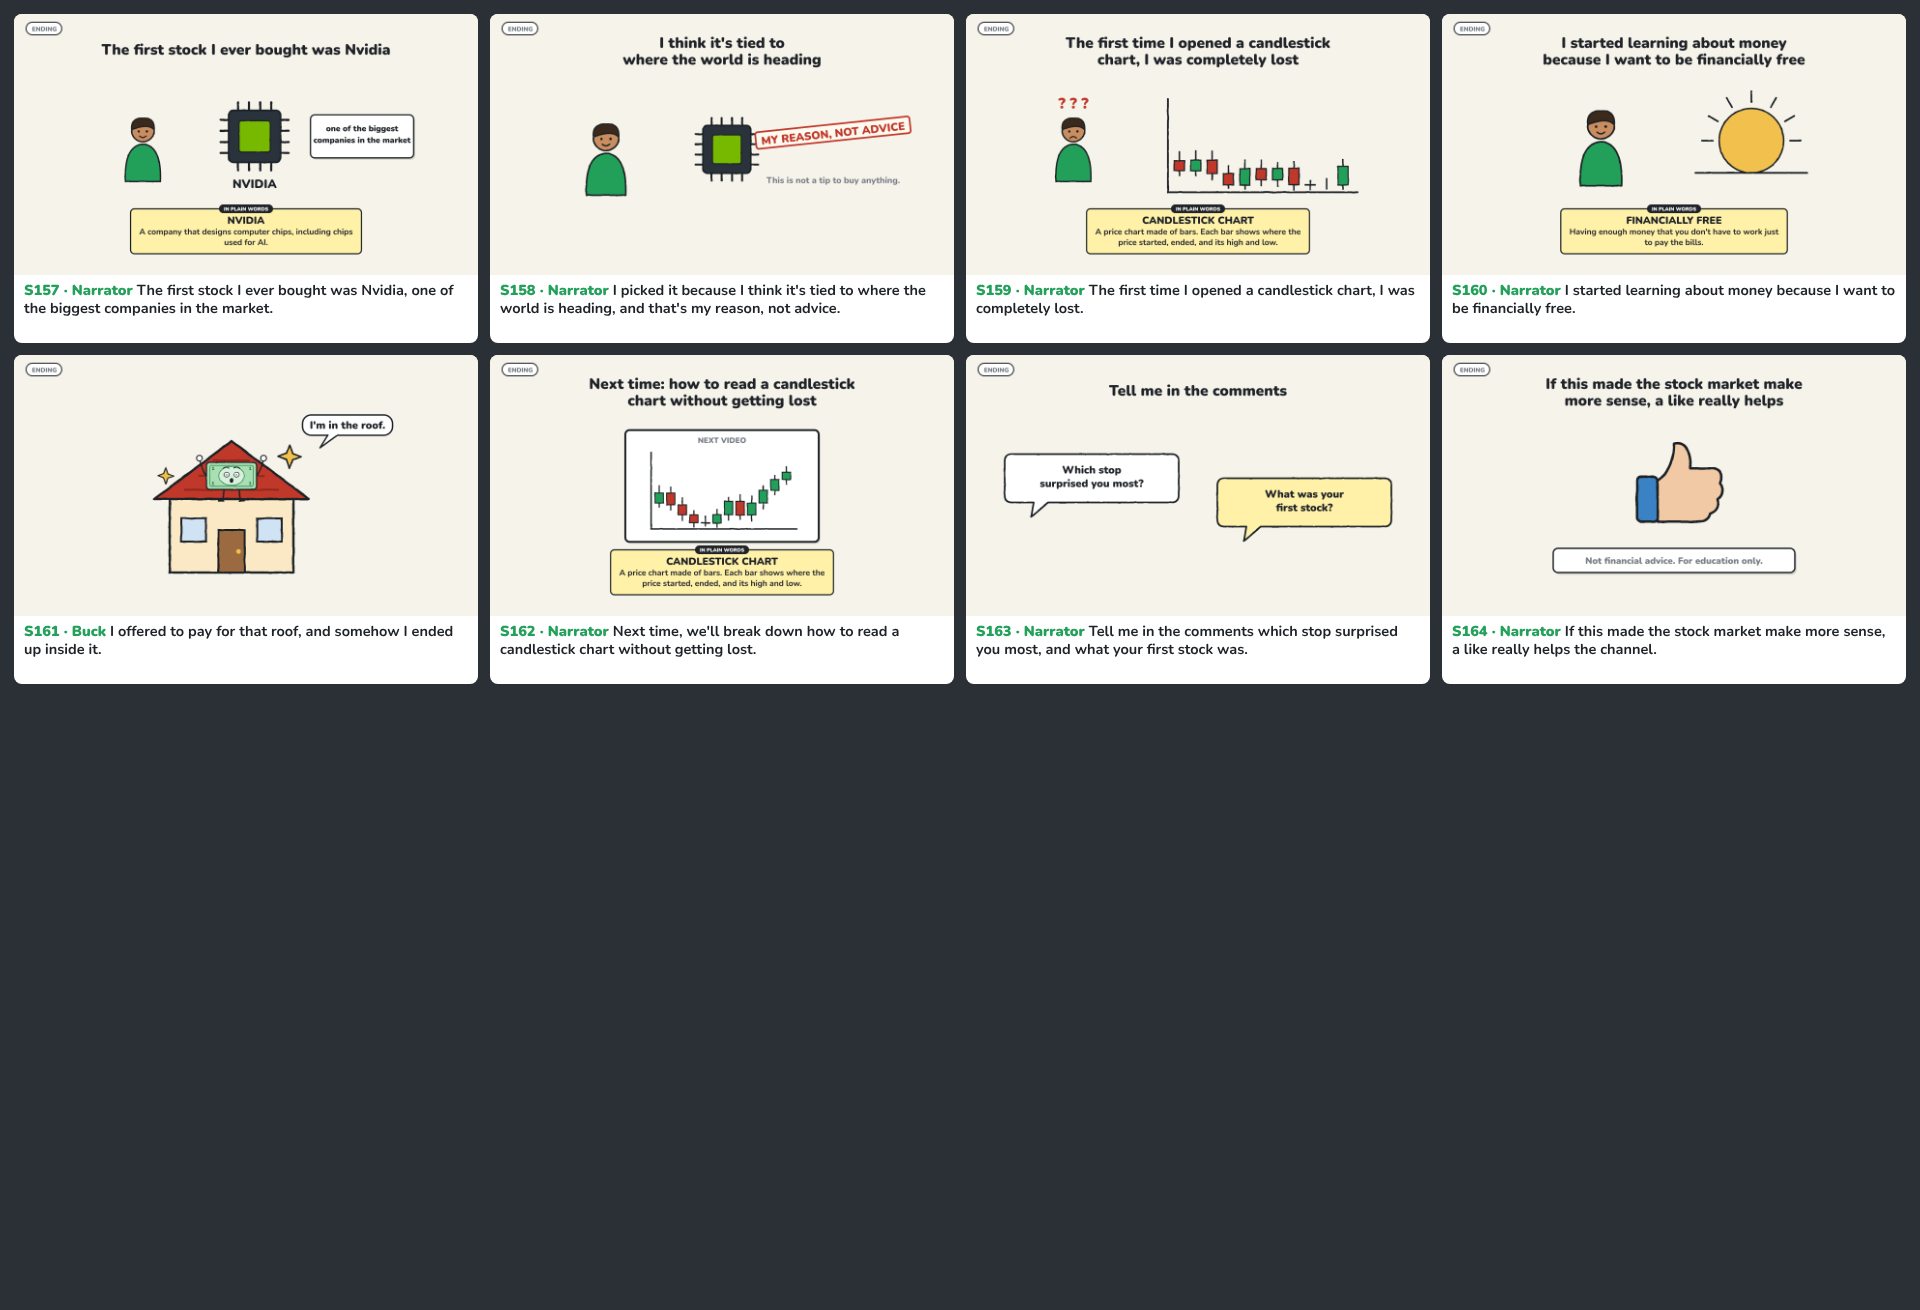 ENDING
The first stock I ever bought was Nvidia
one of the biggest
companies in the market
NVIDIA
IN PLAIN WORDS
NVIDIA
A company that designs computer chips, including chips
used for AI.
S157 · Narrator The first stock I ever bought was Nvidia, one of
the biggest companies in the market.
ENDING
I think it's tied to
where the world is heading
MY REASON, NOT ADVICE
This is not a tip to buy anything.
S158 · Narrator I picked it because I think it's tied to where the
world is heading, and that's my reason, not advice.
ENDING
The first time I opened a candlestick
chart, I was completely lost
? ? ?
IN PLAIN WORDS
CANDLESTICK CHART
A price chart made of bars. Each bar shows where the
price started, ended, and its high and low.
S159 · Narrator The first time I opened a candlestick chart, I was
completely lost.
ENDING
I started learning about money
because I want to be financially free
IN PLAIN WORDS
FINANCIALLY FREE
Having enough money that you don't have to work just
to pay the bills.
S160 · Narrator I started learning about money because I want to
be financially free.
ENDING
I'm in the roof.
S161 · Buck I offered to pay for that roof, and somehow I ended
up inside it.
ENDING
Next time: how to read a candlestick
chart without getting lost
NEXT VIDEO
IN PLAIN WORDS
CANDLESTICK CHART
A price chart made of bars. Each bar shows where the
price started, ended, and its high and low.
S162 · Narrator Next time, we'll break down how to read a
candlestick chart without getting lost.
ENDING
Tell me in the comments
Which stop
surprised you most?
What was your
first stock?
S163 · Narrator Tell me in the comments which stop surprised
you most, and what your first stock was.
ENDING
If this made the stock market make
more sense, a like really helps
Not financial advice. For education only.
S164 · Narrator If this made the stock market make more sense,
a like really helps the channel.